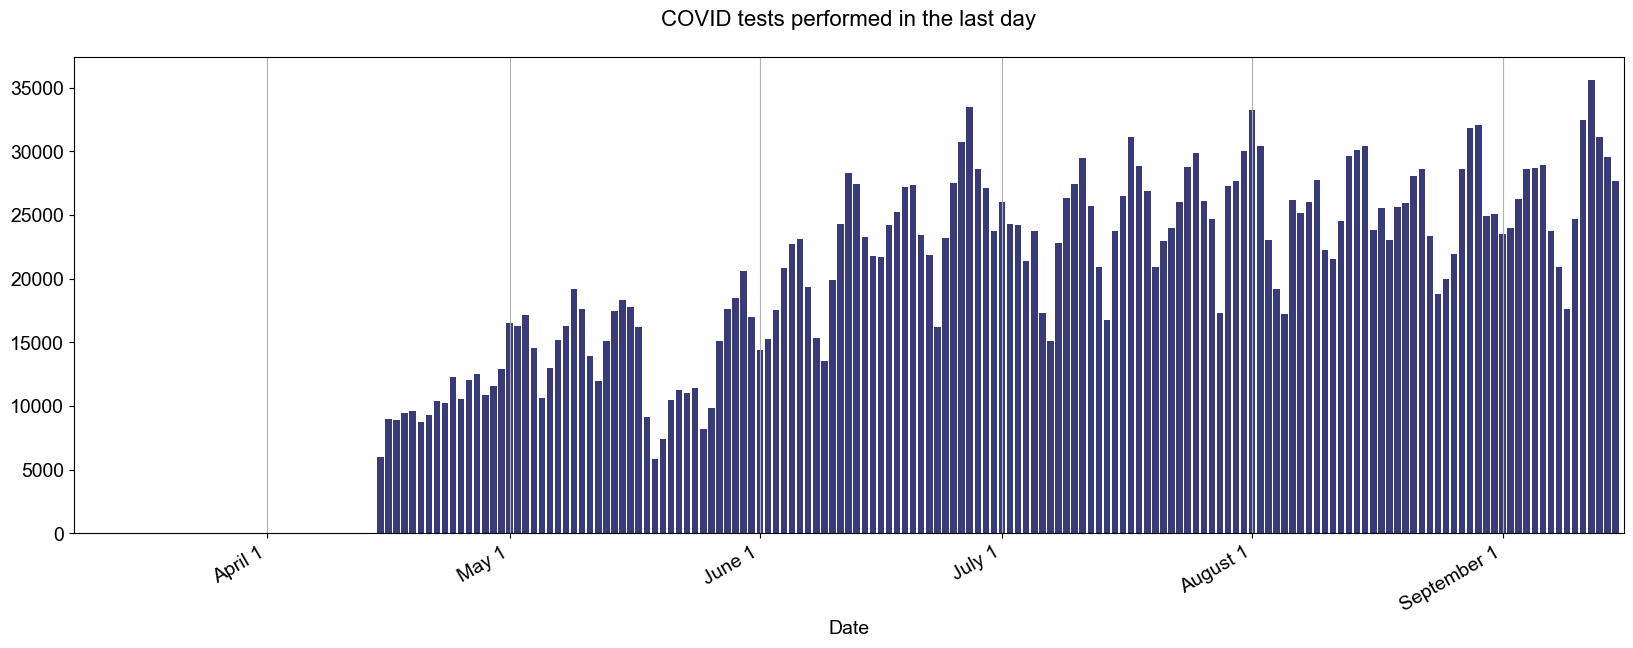 COVID tests performed in the last day
35000
30000
25000
20000
15000
10000
5000
0
April 1
May 1
June 1
July 1
August 1
September 1
Date